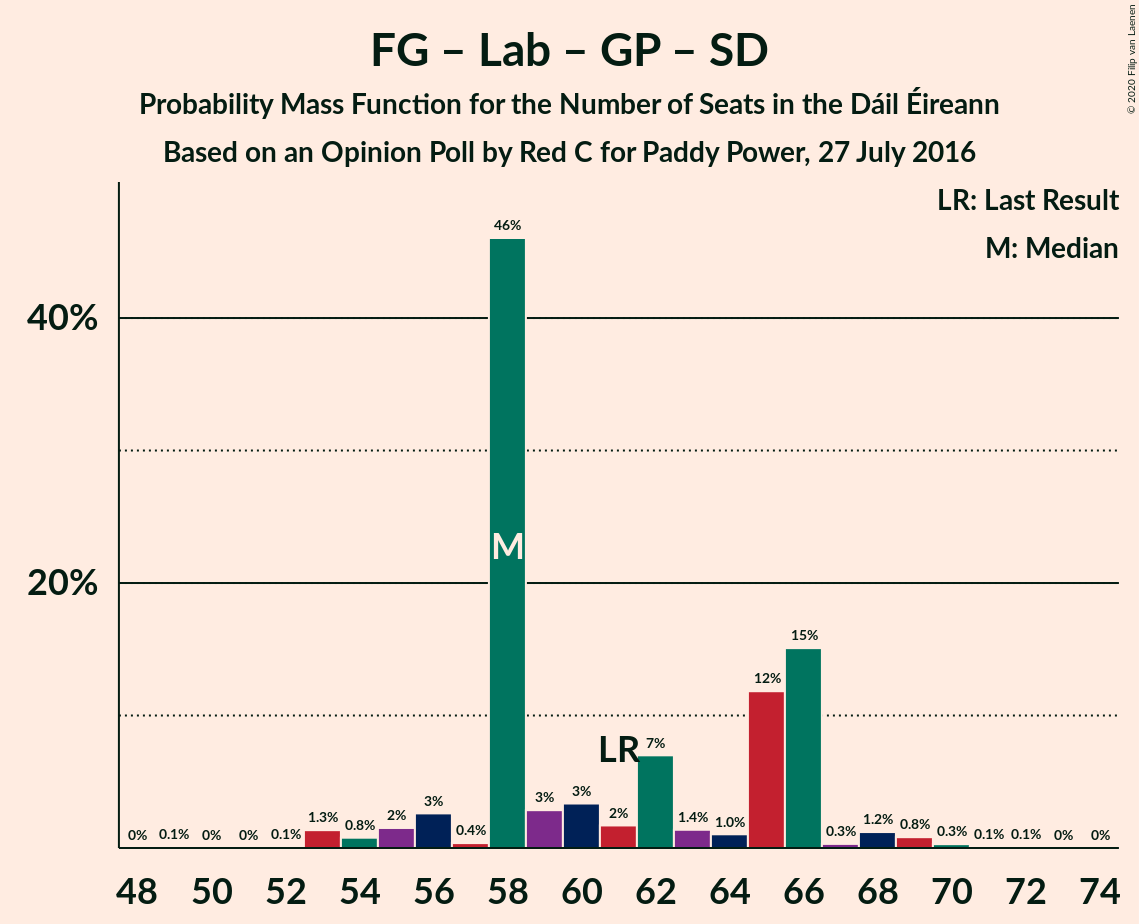 FG – Lab – GP – SD
Probability Mass Function for the Number of Seats in the Dáil Éireann
Based on an Opinion Poll by Red C for Paddy Power, 27 July 2016
© 2020 Filip van Laenen
LR: Last Result
M: Median
40%
20%
0% 0.1% 0% 0% 0.1% 1.3% 0.8% 2% 3% 0.4% 46% 3% 3% 2% 7% 1.4% 1.0% 12% 15% 0.3% 1.2% 0.8% 0.3% 0.1% 0.1% 0% 0%
M
LR
48 50 52 54 56 58 60 62 64 66 68 70 72 74